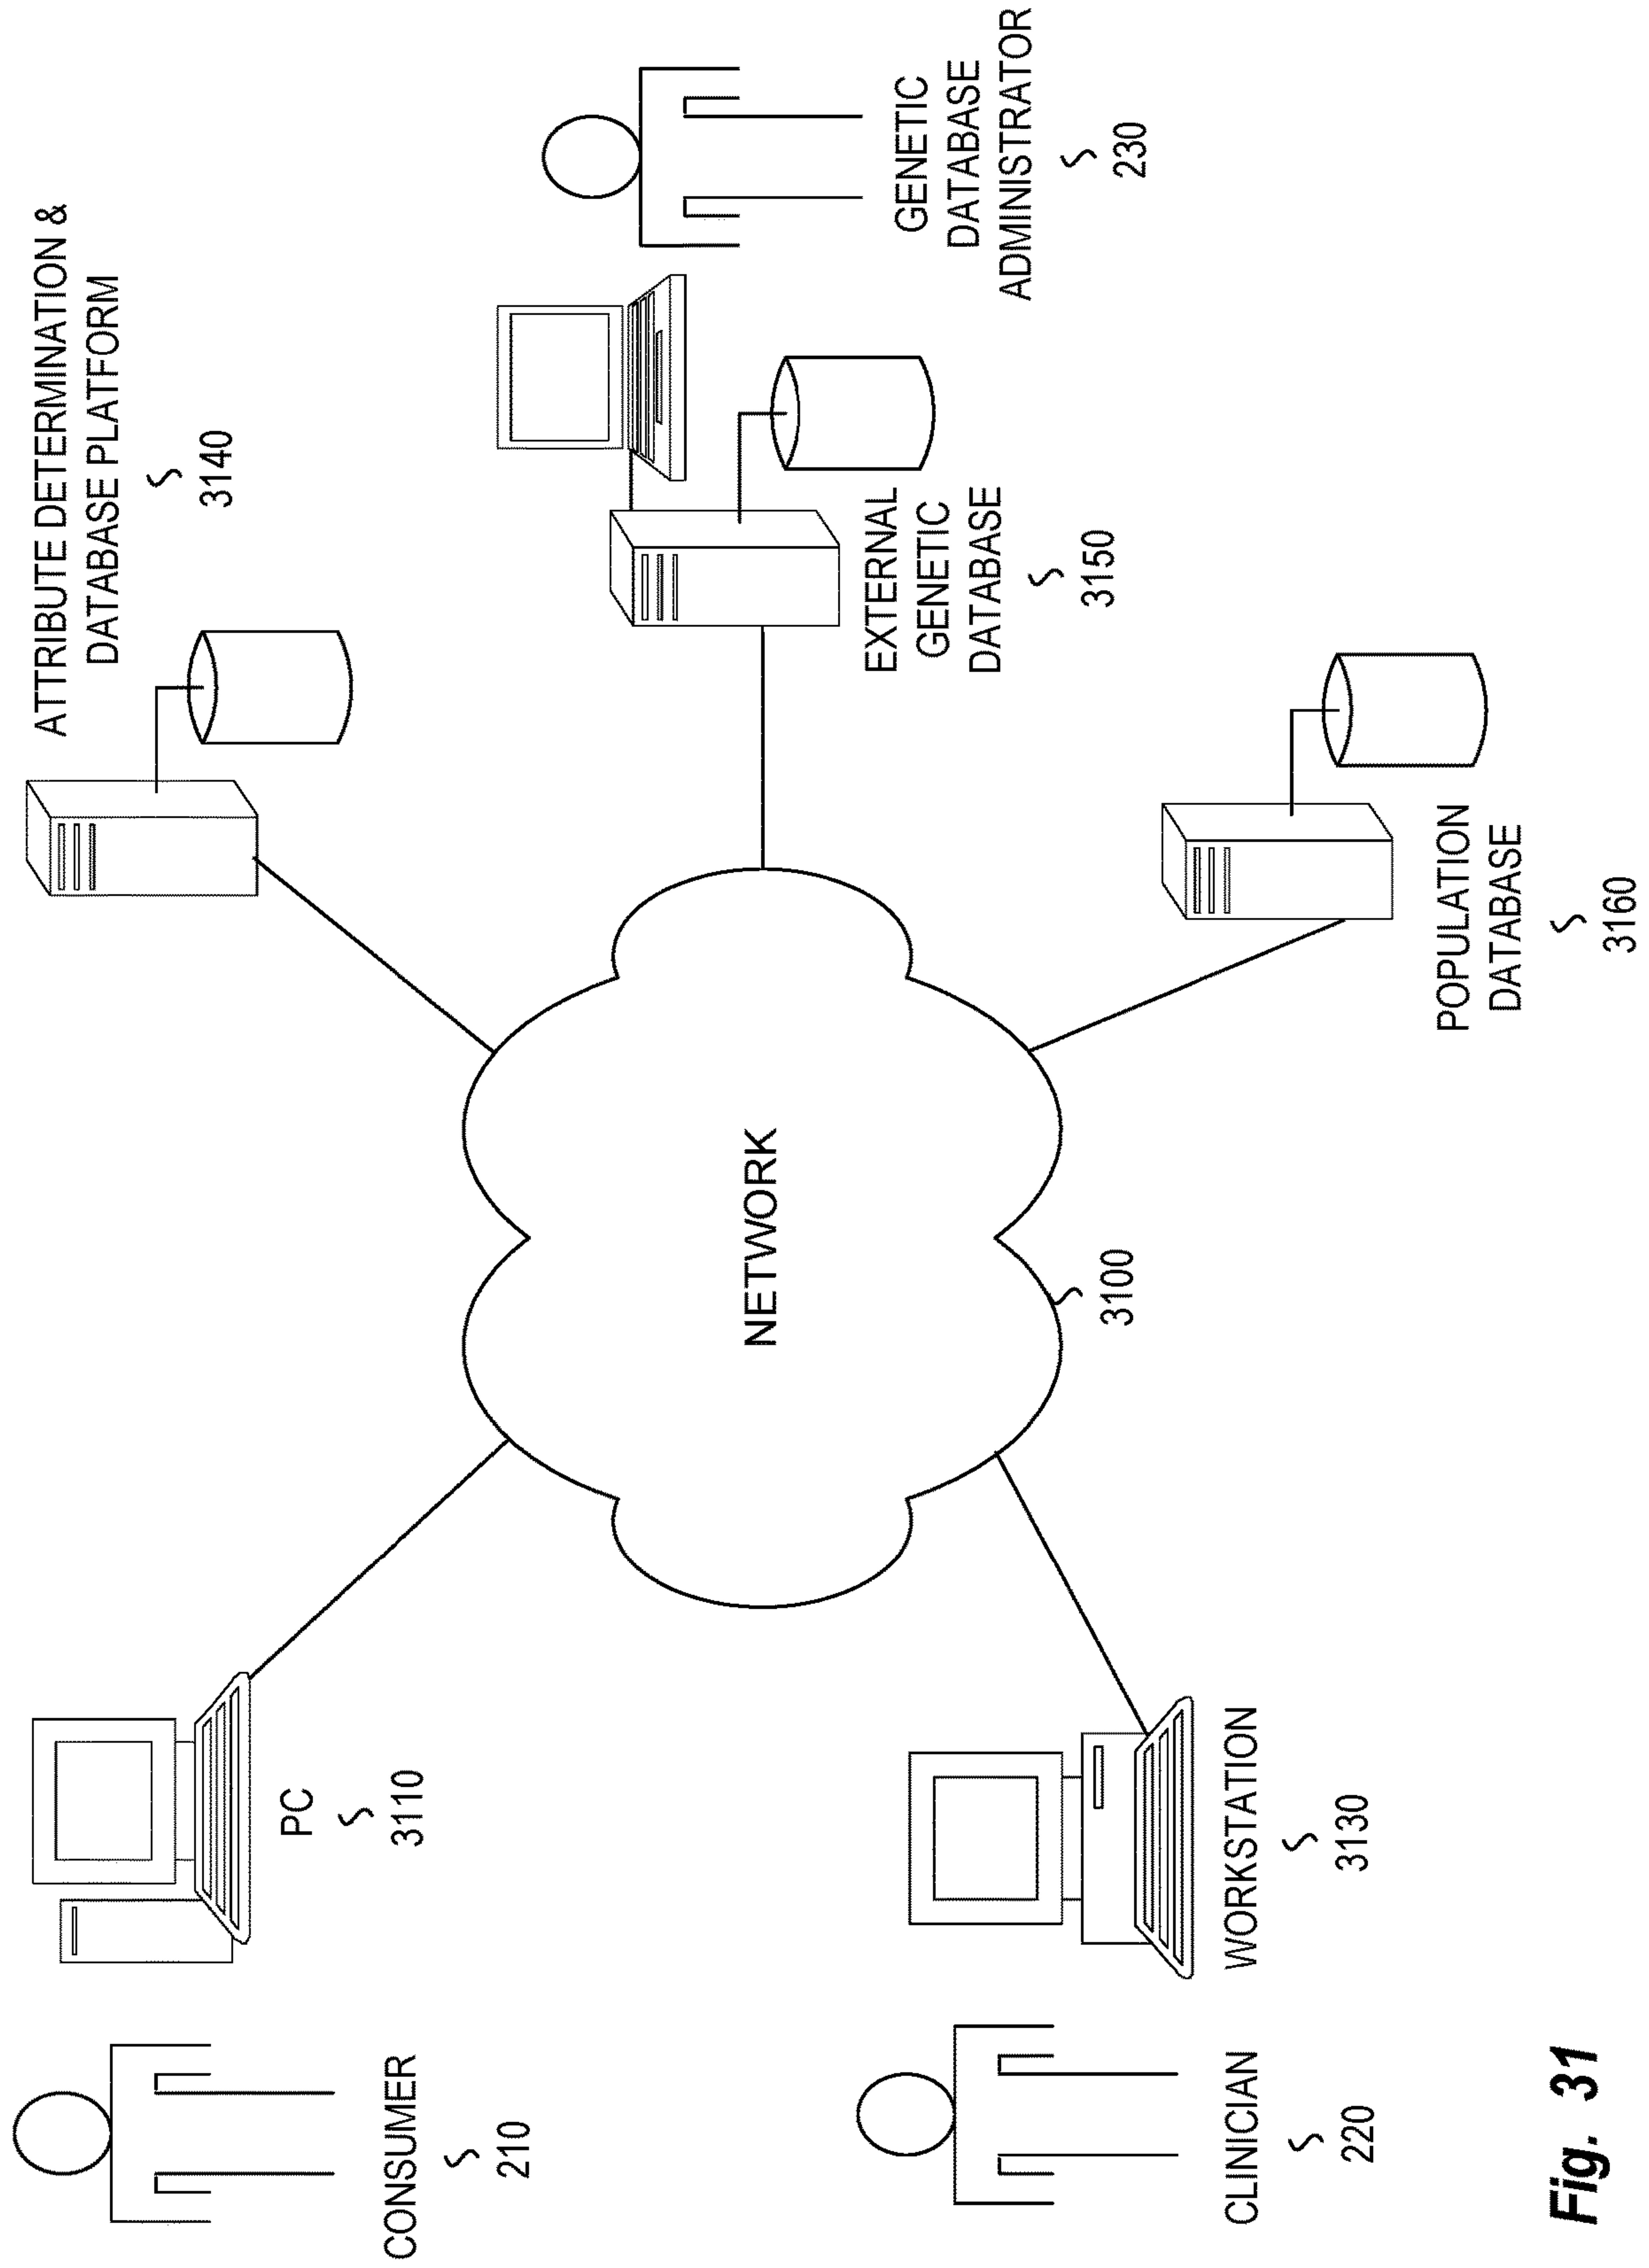 ATTRIBUTE DETERMINATION &
DATABASE PLATFORM
3140
CONSUMER
210
PC
3110
NETWORK
3100
EXTERNAL
GENETIC
DATABASE
3150
GENETIC
DATABASE
ADMINISTRATOR
230
CLINICIAN
220
WORKSTATION
3130
POPULATION
DATABASE
3160
Fig. 31